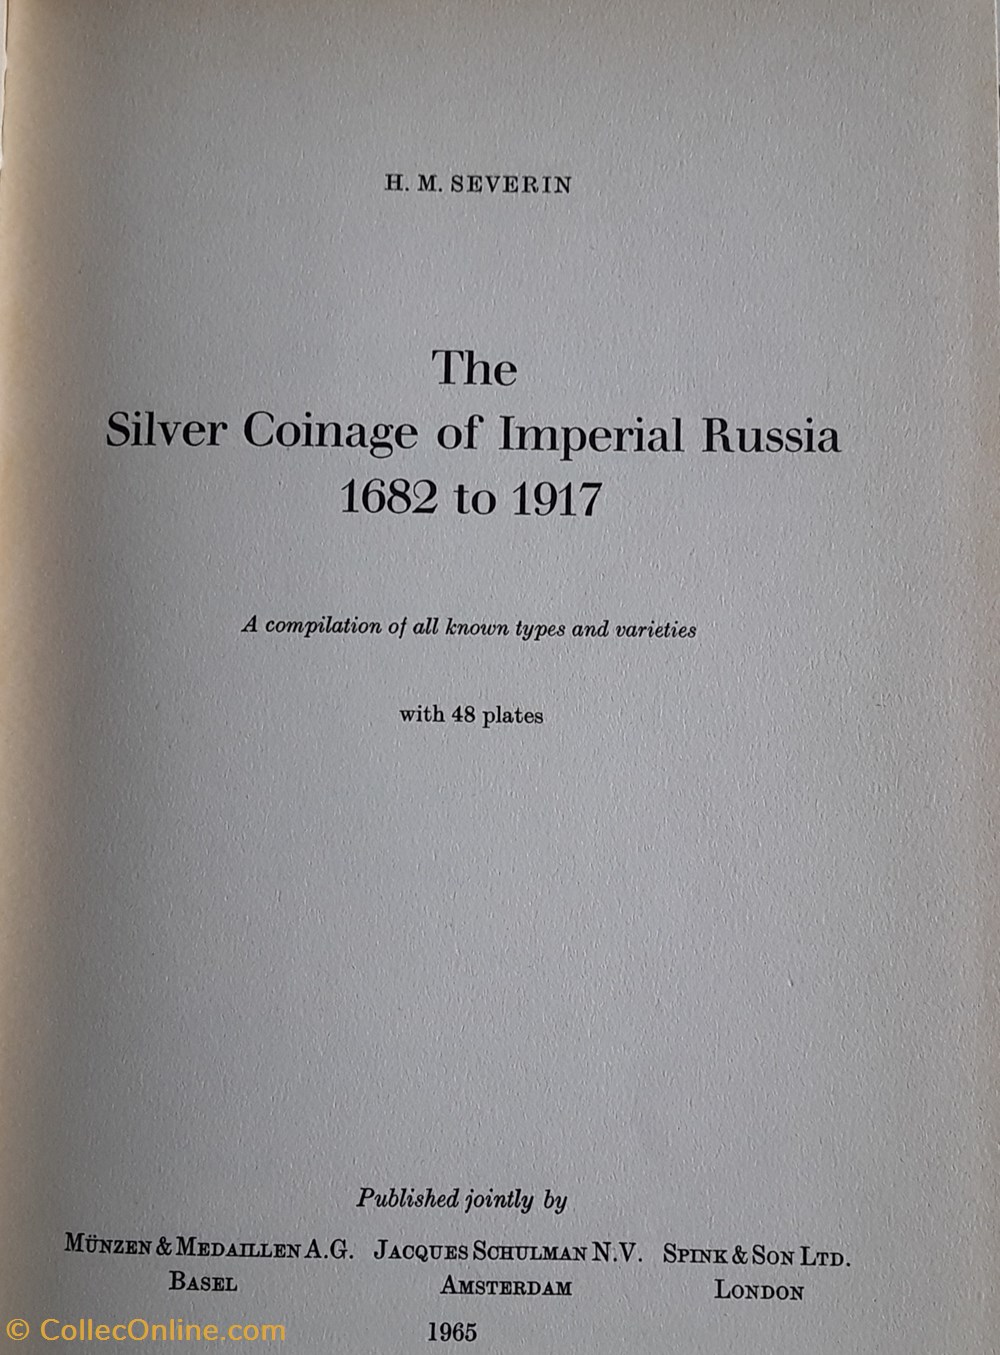 H. M. SEVERIN
The
Silver Coinage of Imperial Russia
1682 to 1917
A compilation of all known types and varieties
with 48 plates
Published jointly by
MÜNZEN & MEDAILLEN A.G. JACQUES SCHULMAN N.V. SPINK & SON LTD.
BASEL AMSTERDAM LONDON
1965
© CollecOnline.com